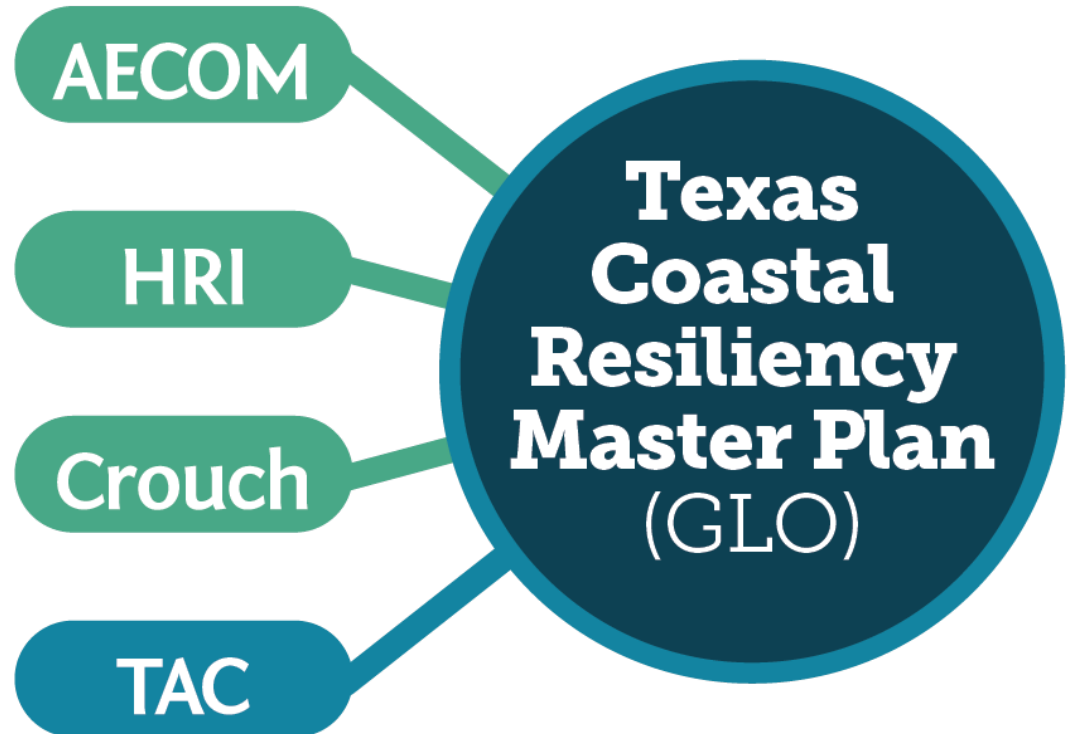 AECOM
HRI
Crouch
TAC
Texas
Coastal
Resiliency
Master Plan
(GLO)